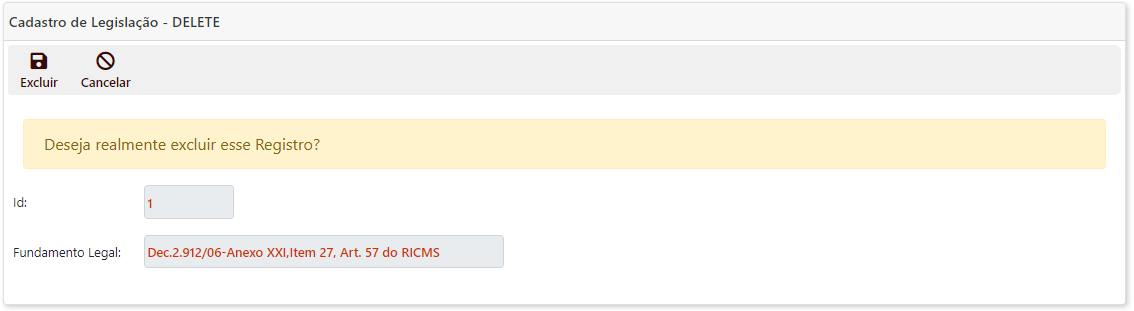 Cadastro de Legislação - DELETE
Excluir Cancelar
Deseja realmente excluir esse Registro?
Id: 1
Fundamento Legal: Dec.2.912/06-Anexo XXI,Item 27, Art. 57 do RICMS